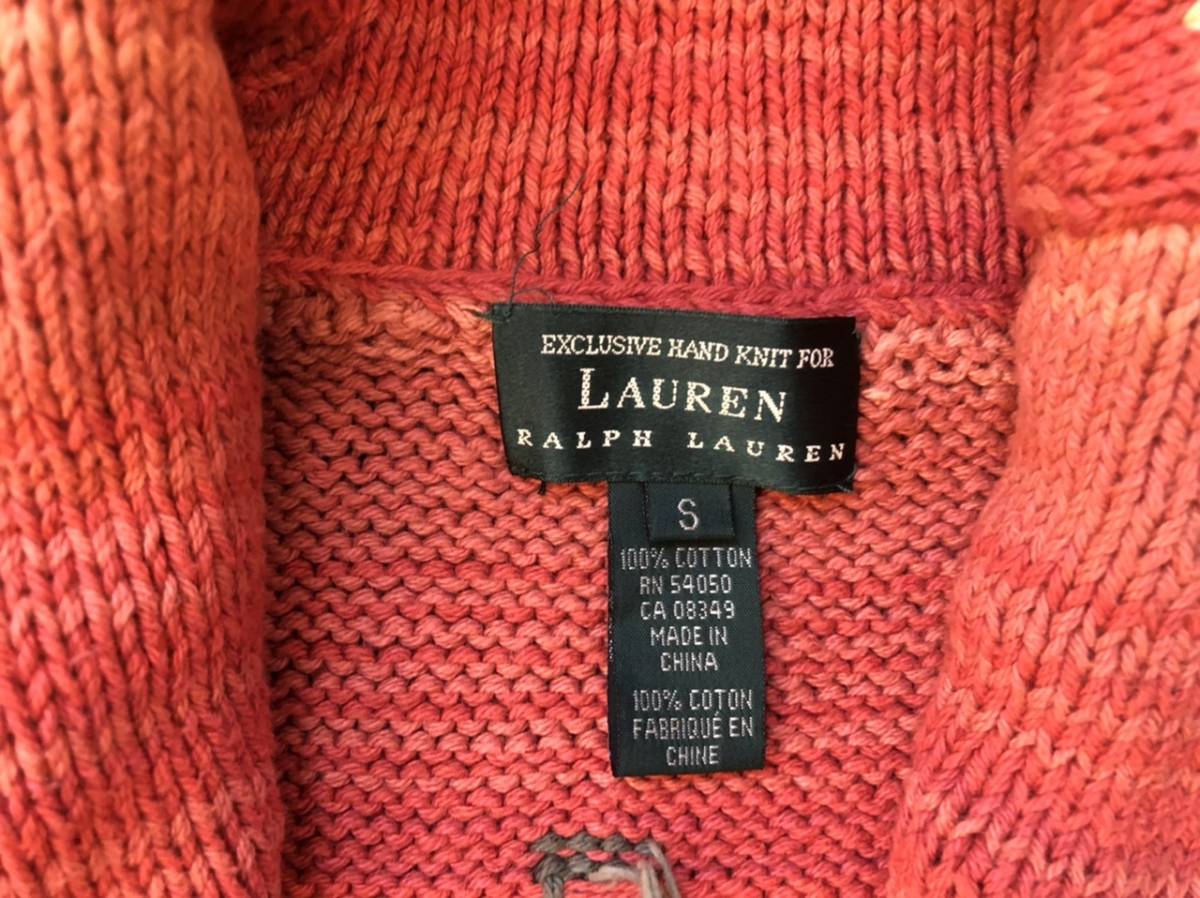 EXCLUSIVE HAND KNIT FOR
LAUREN
RALPH LAUREN
S
100% COTTON
RN 54050
CA 08349
MADE IN
CHINA
100% COTON
FABRIQUÉ EN
CHINE